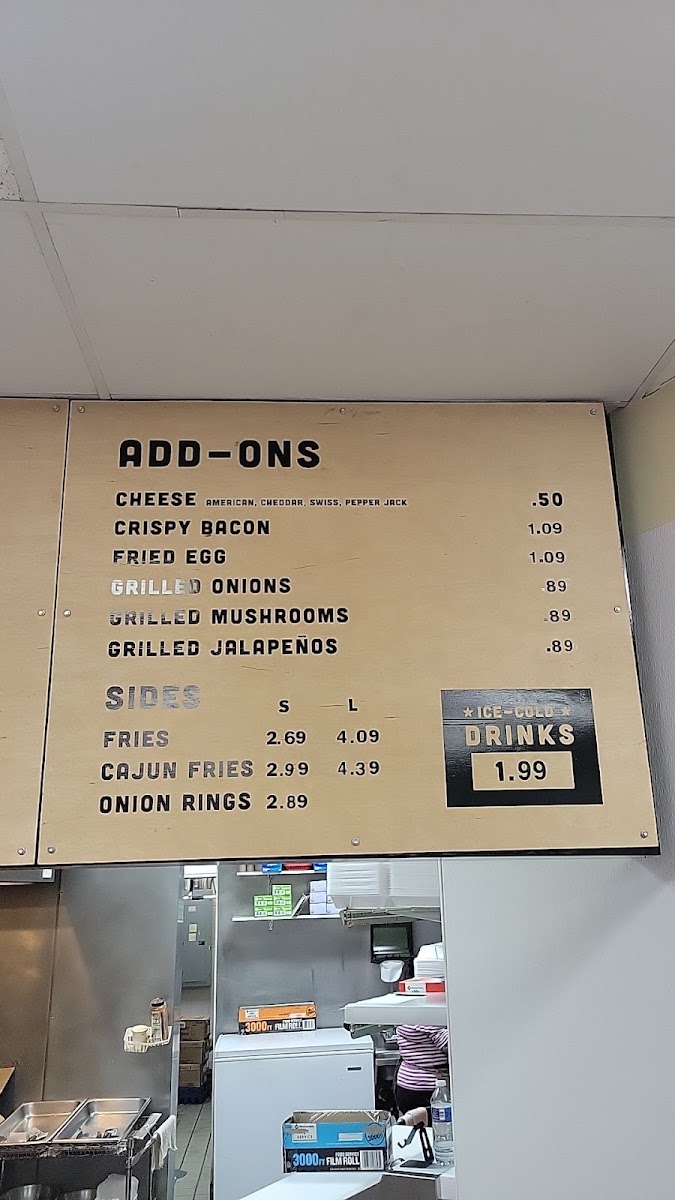 ADD-ONS
CHEESE AMERICAN, CHEDDAR, SWISS, PEPPER JACK .50
CRISPY BACON 1.09
FRIED EGG 1.09
GRILLED ONIONS .89
GRILLED MUSHROOMS .89
GRILLED JALAPEÑOS .89
SIDES S L
FRIES 2.69 4.09
CAJUN FRIES 2.99 4.39
ONION RINGS 2.89
★ICE-COLD★
DRINKS
1.99
3000FT FILM ROLL
FOOD SERVICE
3000FT FILM ROLL